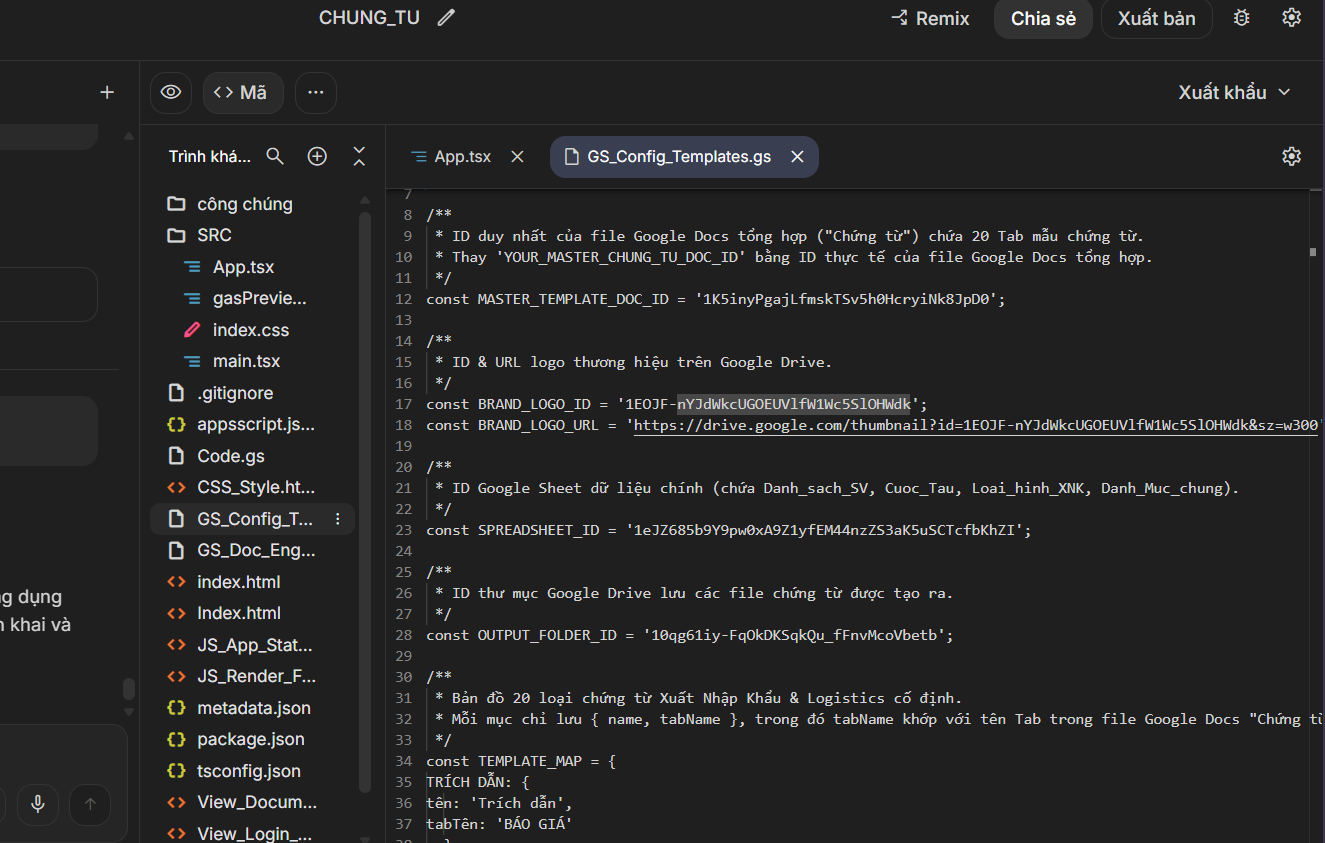 CHUNG_TU
Remix
Chia sẻ
Xuất bản
Mã
Xuất khẩu
Trình khá...
App.tsx
GS_Config_Templates.gs
công chúng
SRC
App.tsx
gasPrevie...
index.css
main.tsx
.gitignore
appsscript.js...
Code.gs
CSS_Style.ht...
GS_Config_T...
GS_Doc_Eng...
index.html
Index.html
JS_App_Stat...
JS_Render_F...
metadata.json
package.json
tsconfig.json
View_Docum...
View_Login_...
g dụng
khai và
7
8 /**
9 * ID duy nhất của file Google Docs tổng hợp ("Chứng từ") chứa 20 Tab mẫu chứng từ.
10 * Thay 'YOUR_MASTER_CHUNG_TU_DOC_ID' bằng ID thực tế của file Google Docs tổng hợp.
11 */
12 const MASTER_TEMPLATE_DOC_ID = '1K5inyPgajLfmskTSv5h0HcryiNk8JpD0';
13
14 /**
15 * ID & URL logo thương hiệu trên Google Drive.
16 */
17 const BRAND_LOGO_ID = '1EOJF-nYJdWkcUGOEUVlfW1Wc5SlOHWdk';
18 const BRAND_LOGO_URL = 'https://drive.google.com/thumbnail?id=1EOJF-nYJdWkcUGOEUVlfW1Wc5SlOHWdk&sz=w300'
19
20 /**
21 * ID Google Sheet dữ liệu chính (chứa Danh_sach_SV, Cuoc_Tau, Loai_hinh_XNK, Danh_Muc_chung).
22 */
23 const SPREADSHEET_ID = '1eJZ685b9Y9pw0xA9Z1yfEM44nzZS3aK5uSCTcfbKhZI';
24
25 /**
26 * ID thư mục Google Drive lưu các file chứng từ được tạo ra.
27 */
28 const OUTPUT_FOLDER_ID = '10qg61iy-FqOkDKSqkQu_fFnvMcoVbetb';
29
30 /**
31 * Bản đồ 20 loại chứng từ Xuất Nhập Khẩu & Logistics cố định.
32 * Mỗi mục chỉ lưu { name, tabName }, trong đó tabName khớp với tên Tab trong file Google Docs "Chứng từ
33 */
34 const TEMPLATE_MAP = {
35 TRÍCH DẪN: {
36 tên: 'Trích dẫn',
37 tabTên: 'BÁO GIÁ'